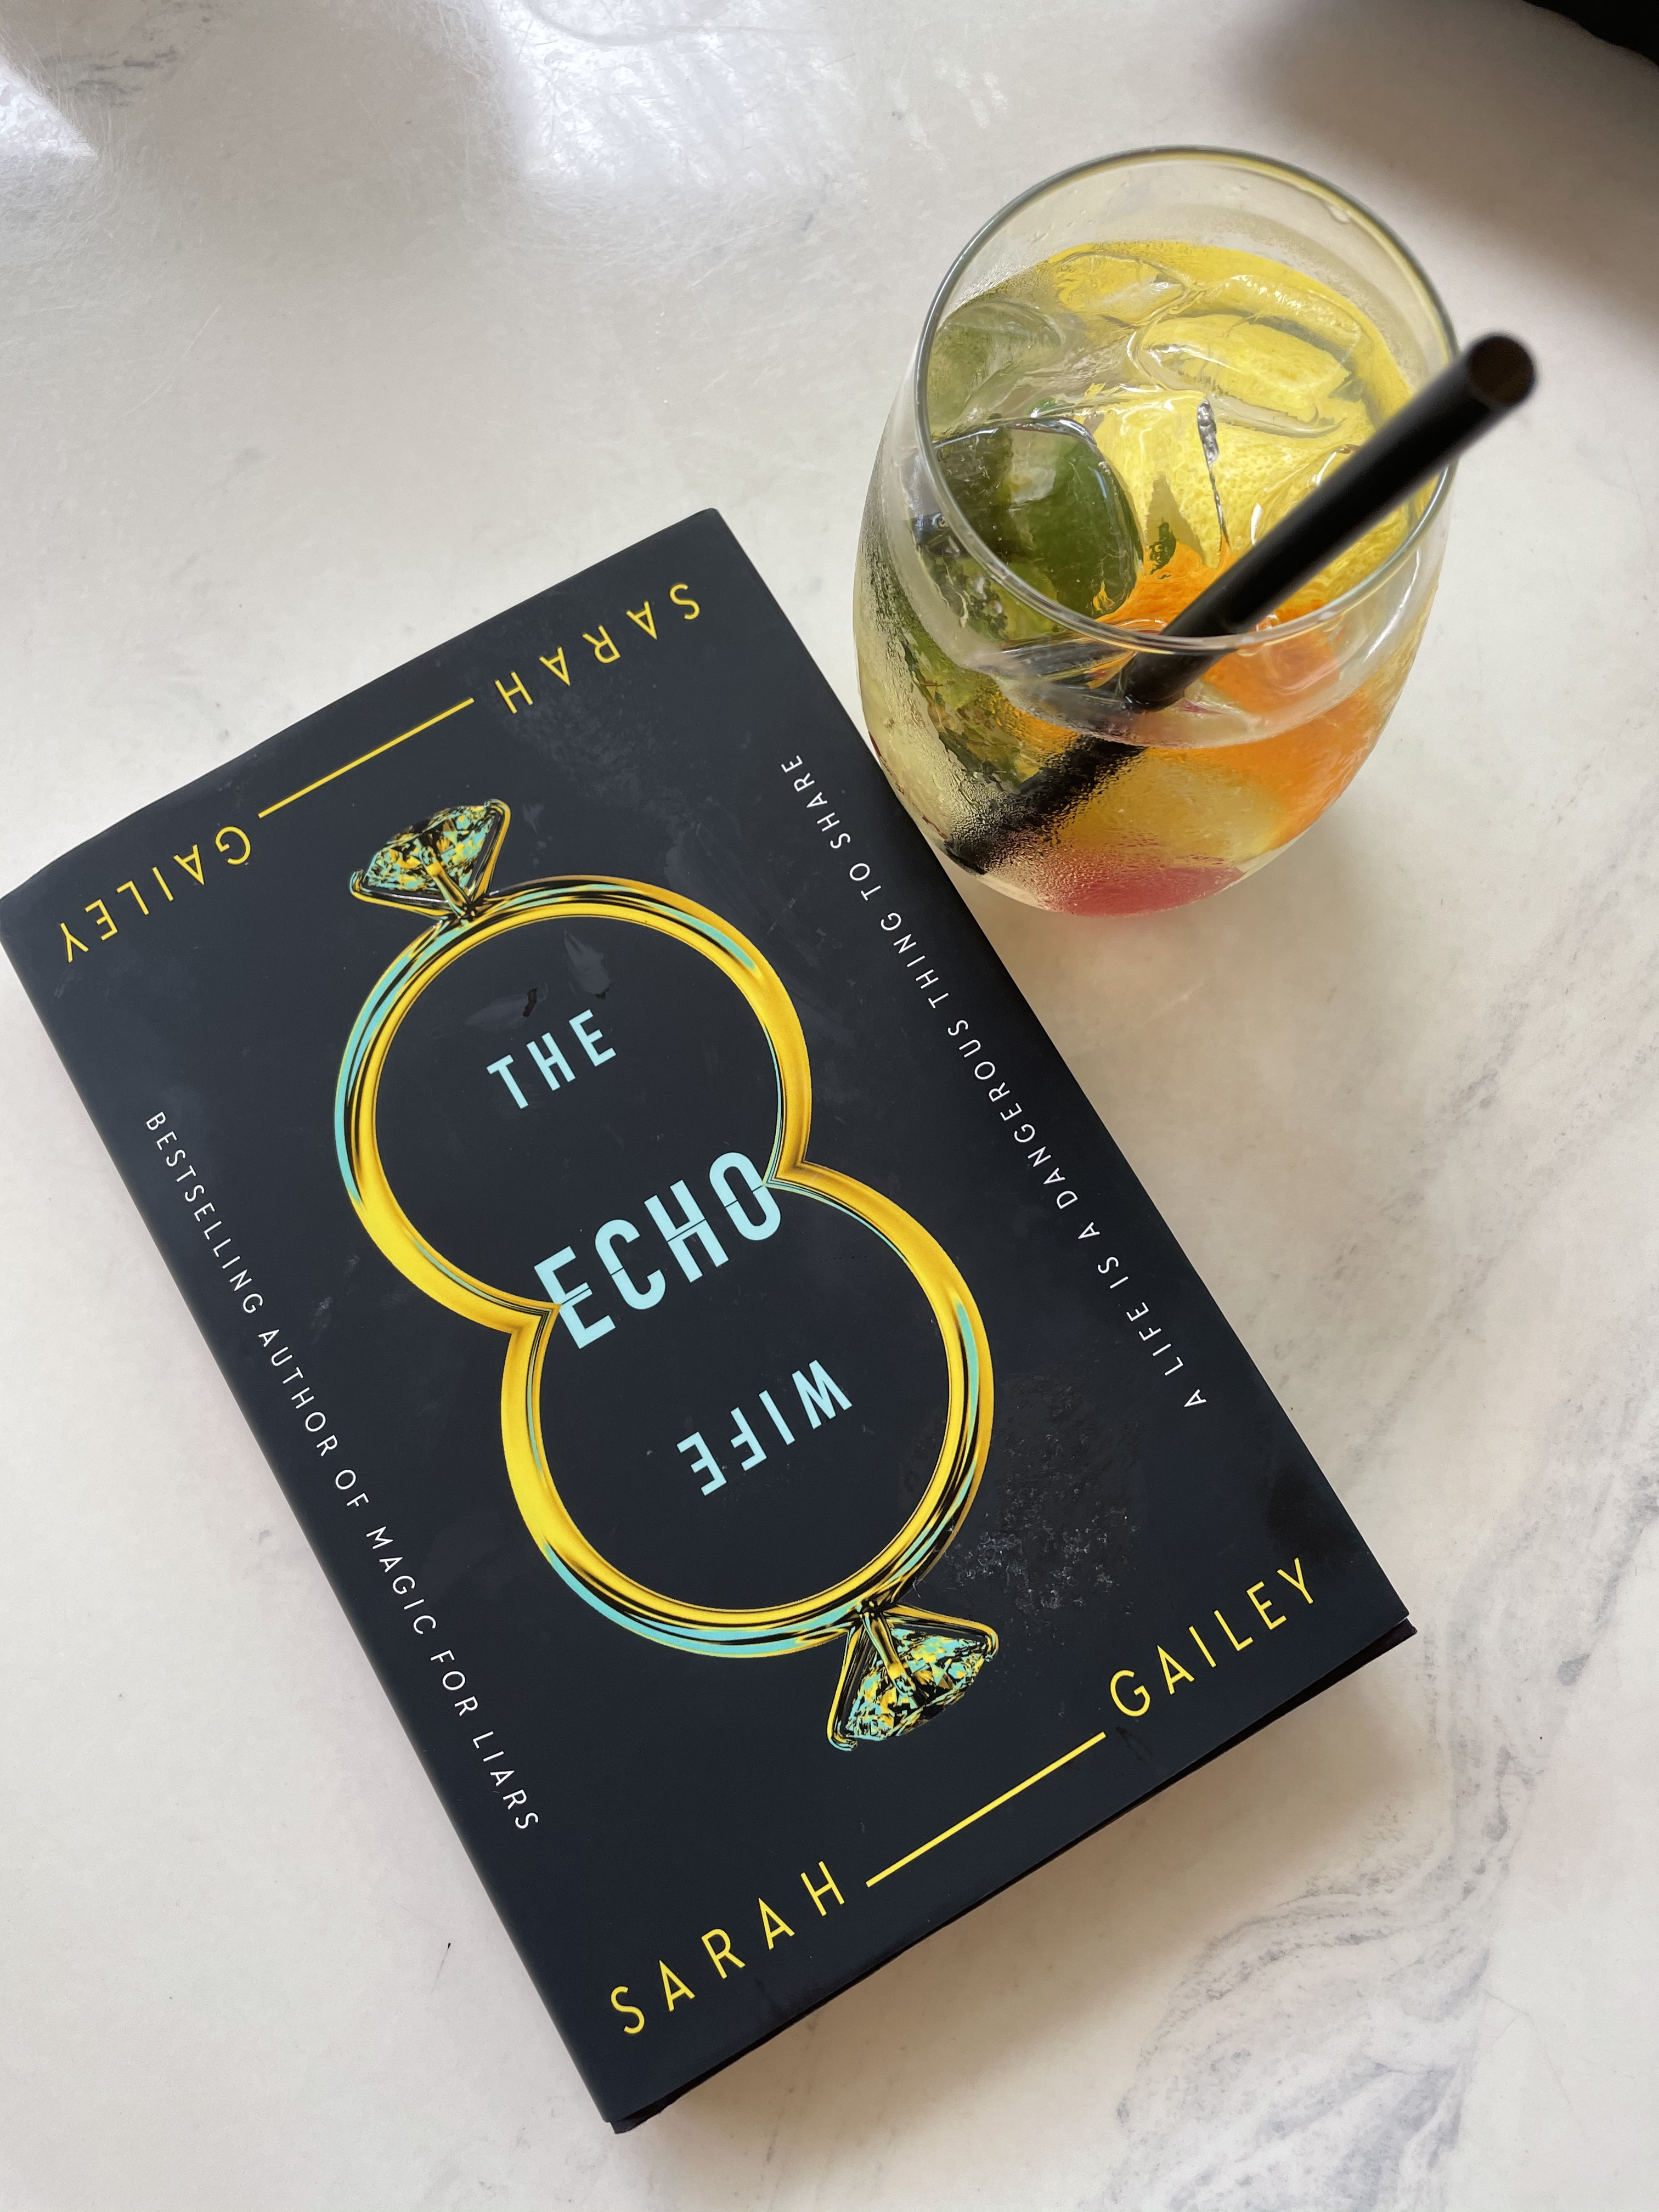 SARAH GAILEY
A LIFE IS A DANGEROUS THING TO SHARE
THE
ECHO
WIFE
BESTSELLING AUTHOR OF MAGIC FOR LIARS
SARAH GAILEY